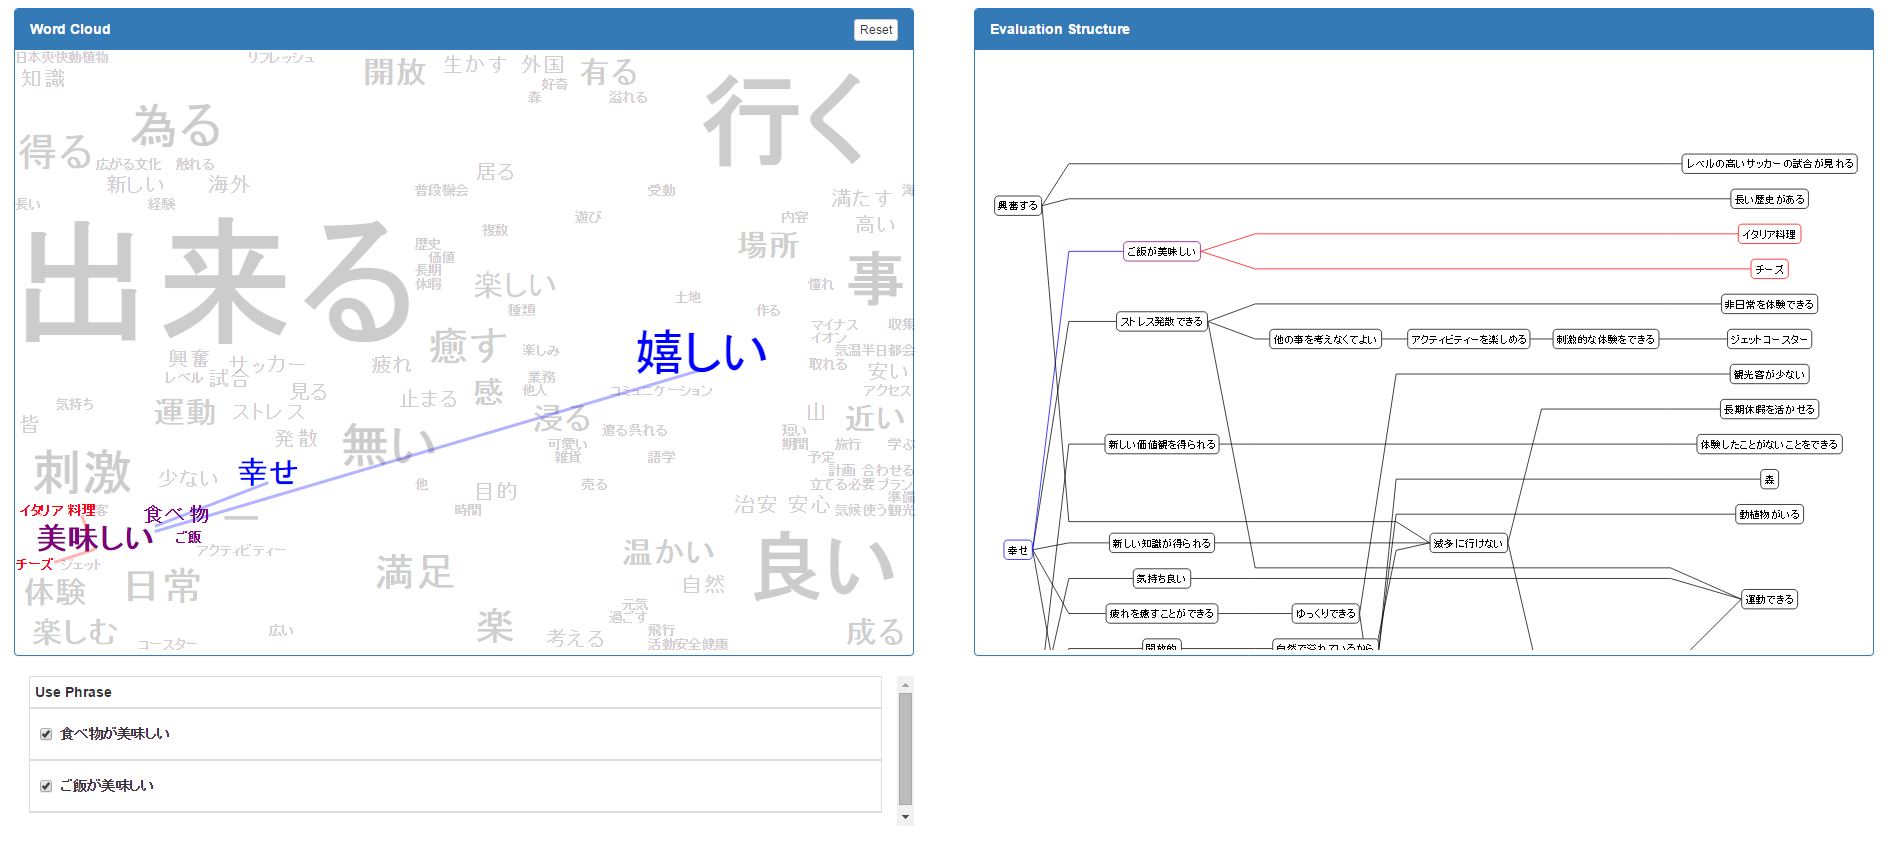 Word Cloud
Reset
日本爽快動植物
リフレッシュ
知識
開放
生かす
外国
有る
好奇
森
溢れる
行く
為る
得る
広がる文化
触れる
新しい
海外
長い
経験
居る
普段機会
受動
満たす
海
遊び
内容
高い
複数
出来る
歴史
価値
長期
休暇
場所
事
楽しい
土地
憧れ
種類
作る
マイナス
収集
イオン
嬉しい
癒す
楽しみ
気温半日都会
興奮
サッカー
疲れ
取れる
安い
レベル
試合
業務
見る
感
他人
コミュニケーション
アクセス
気持ち
運動
ストレス
止まる
浸る
山
近い
皆
発散
無い
遣る呉れる
短い
可愛い
期間
旅行
学ぶ
刺激
少ない
幸せ
雑貨
語学
予定
計画
合わせる
他
目的
売る
立てる必要プラン
治安
安心
準備
イタリア
料理
客
食べ物
一
時間
気候使う観光
美味しい
ご飯
アクティビティー
温かい
良い
チーズ
ジェット
満足
体験
日常
自然
元気
楽しむ
コースター
広い
楽
考える
過ごす
飛行
成る
活動安全健康
Use Phrase
食べ物が美味しい
ご飯が美味しい
Evaluation Structure
レベルの高いサッカーの試合が見れる
興奮する
長い歴史がある
イタリア料理
ご飯が美味しい
チーズ
非日常を体験できる
ストレス発散できる
他の事を考えなくてよい
アクティビティーを楽しめる
刺激的な体験をできる
ジェットコースター
観光客が少ない
長期休暇を活かせる
新しい価値観を得られる
体験したことがないことをできる
森
動植物がいる
幸せ
新しい知識が得られる
滅多に行けない
気持ち良い
運動できる
疲れを癒すことができる
ゆっくりできる
開放的
自然で溢れているから